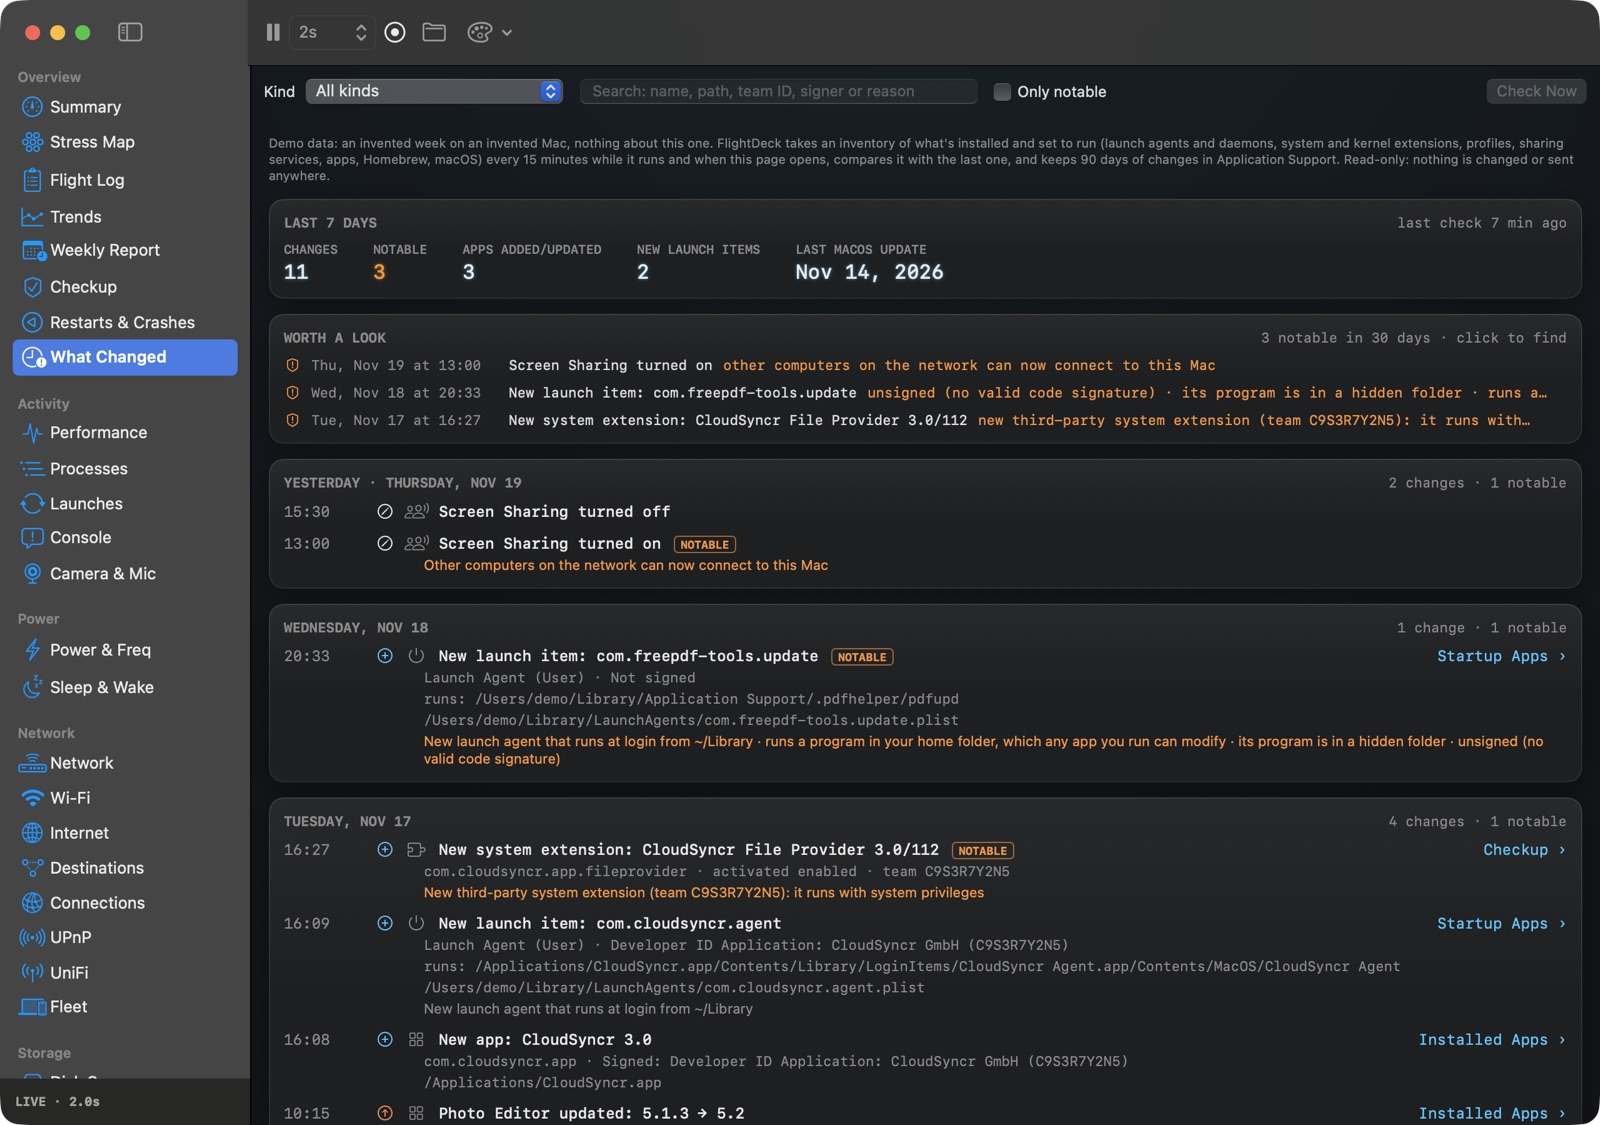 2s
Overview
Summary
Stress Map
Flight Log
Trends
Weekly Report
Checkup
Restarts & Crashes
What Changed
Activity
Performance
Processes
Launches
Console
Camera & Mic
Power
Power & Freq
Sleep & Wake
Network
Network
Wi-Fi
Internet
Destinations
Connections
UPnP
UniFi
Fleet
Storage
LIVE · 2.0s
Kind All kinds Search: name, path, team ID, signer or reason Only notable Check Now
Demo data: an invented week on an invented Mac, nothing about this one. FlightDeck takes an inventory of what's installed and set to run (launch agents and daemons, system and kernel extensions, profiles, sharing
services, apps, Homebrew, macOS) every 15 minutes while it runs and when this page opens, compares it with the last one, and keeps 90 days of changes in Application Support. Read-only: nothing is changed or sent
anywhere.
LAST 7 DAYS last check 7 min ago
CHANGES NOTABLE APPS ADDED/UPDATED NEW LAUNCH ITEMS LAST MACOS UPDATE
11 3 3 2 Nov 14, 2026
WORTH A LOOK 3 notable in 30 days · click to find
Thu, Nov 19 at 13:00 Screen Sharing turned on other computers on the network can now connect to this Mac
Wed, Nov 18 at 20:33 New launch item: com.freepdf-tools.update unsigned (no valid code signature) · its program is in a hidden folder · runs a…
Tue, Nov 17 at 16:27 New system extension: CloudSyncr File Provider 3.0/112 new third-party system extension (team C9S3R7Y2N5): it runs with…
YESTERDAY · THURSDAY, NOV 19 2 changes · 1 notable
15:30 Screen Sharing turned off
13:00 Screen Sharing turned on NOTABLE
Other computers on the network can now connect to this Mac
WEDNESDAY, NOV 18 1 change · 1 notable
20:33 New launch item: com.freepdf-tools.update NOTABLE Startup Apps ›
Launch Agent (User) · Not signed
runs: /Users/demo/Library/Application Support/.pdfhelper/pdfupd
/Users/demo/Library/LaunchAgents/com.freepdf-tools.update.plist
New launch agent that runs at login from ~/Library · runs a program in your home folder, which any app you run can modify · its program is in a hidden folder · unsigned (no
valid code signature)
TUESDAY, NOV 17 4 changes · 1 notable
16:27 New system extension: CloudSyncr File Provider 3.0/112 NOTABLE Checkup ›
com.cloudsyncr.app.fileprovider · activated enabled · team C9S3R7Y2N5
New third-party system extension (team C9S3R7Y2N5): it runs with system privileges
16:09 New launch item: com.cloudsyncr.agent Startup Apps ›
Launch Agent (User) · Developer ID Application: CloudSyncr GmbH (C9S3R7Y2N5)
runs: /Applications/CloudSyncr.app/Contents/Library/LoginItems/CloudSyncr Agent.app/Contents/MacOS/CloudSyncr Agent
/Users/demo/Library/LaunchAgents/com.cloudsyncr.agent.plist
New launch agent that runs at login from ~/Library
16:08 New app: CloudSyncr 3.0 Installed Apps ›
com.cloudsyncr.app · Signed: Developer ID Application: CloudSyncr GmbH (C9S3R7Y2N5)
/Applications/CloudSyncr.app
10:15 Photo Editor updated: 5.1.3 → 5.2 Installed Apps ›